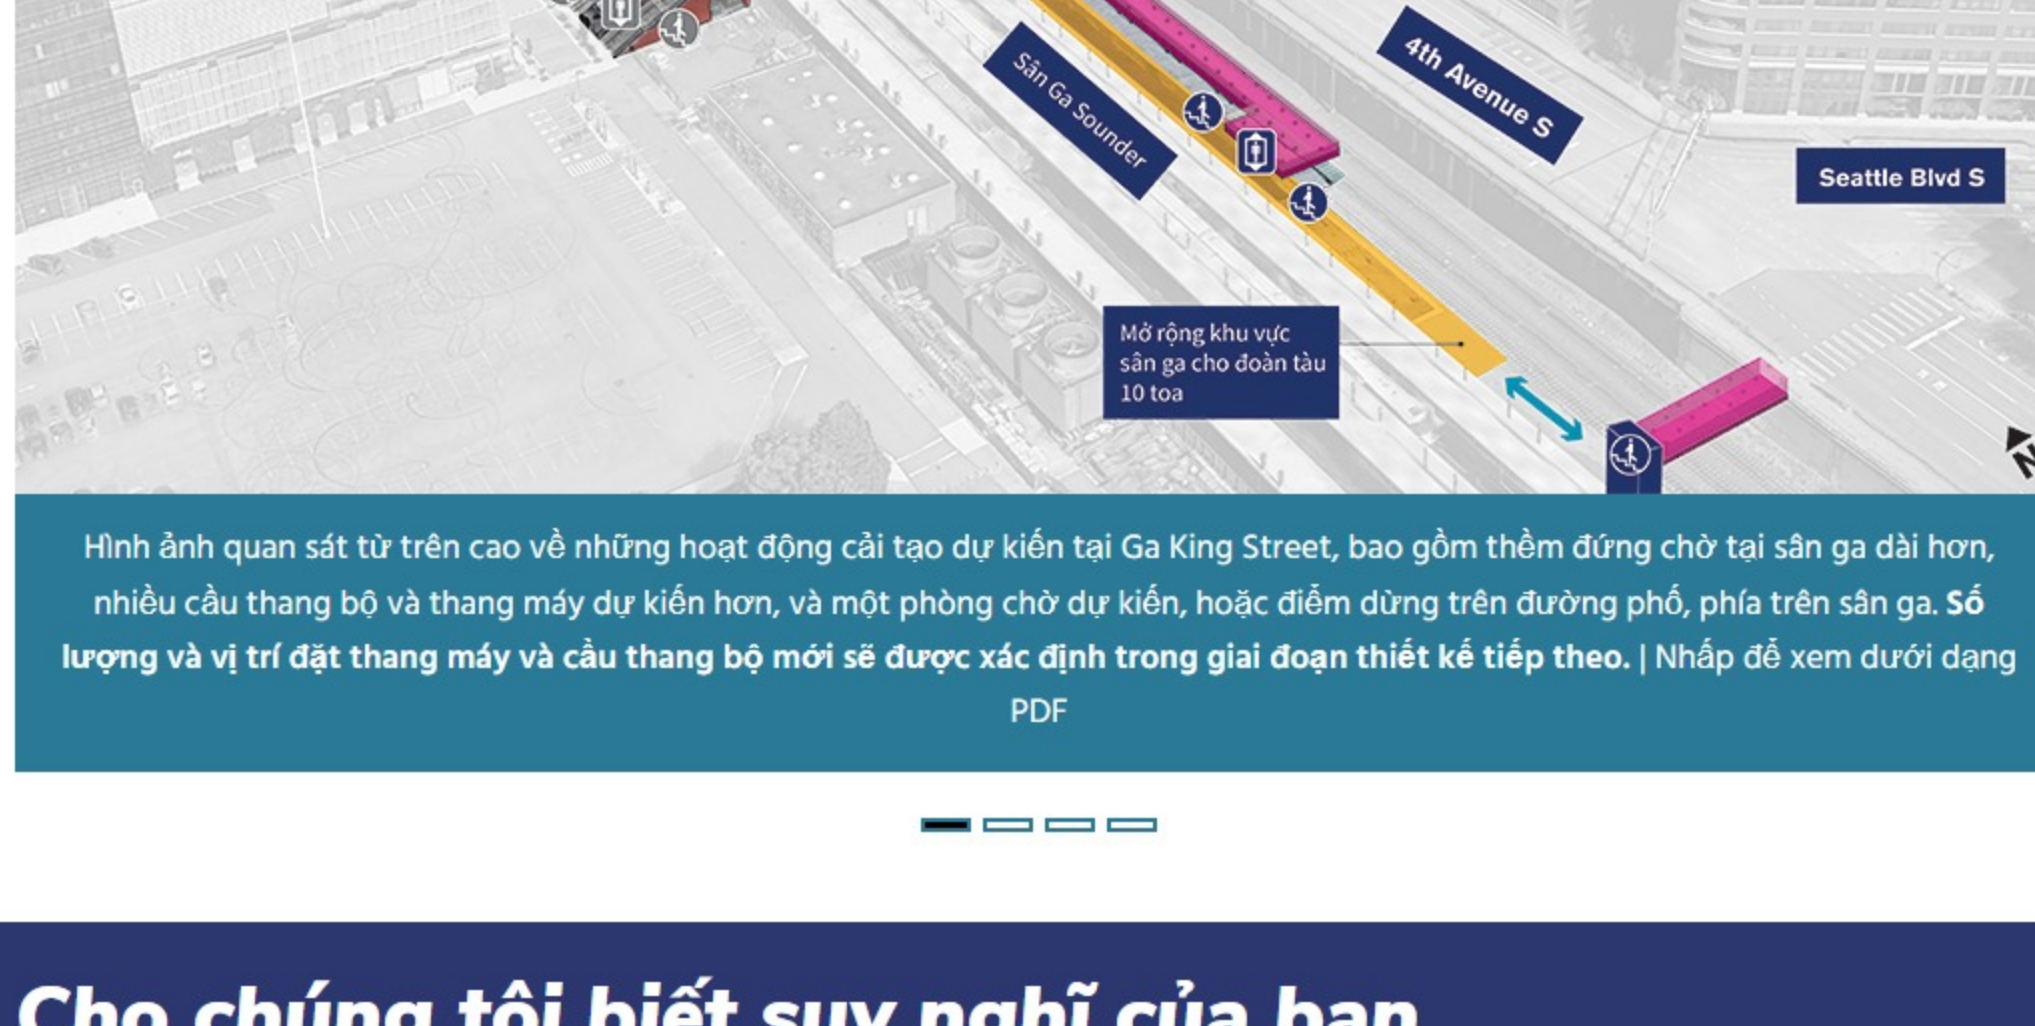 4th Avenue S
Sân Ga Sounder
Seattle Blvd S
Mở rộng khu vực
sân ga cho đoàn tàu
10 toa
N
Hình ảnh quan sát từ trên cao về những hoạt động cải tạo dự kiến tại Ga King Street, bao gồm thềm đứng chờ tại sân ga dài hơn,
nhiều cầu thang bộ và thang máy dự kiến hơn, và một phòng chờ dự kiến, hoặc điểm dừng trên đường phố, phía trên sân ga. Số
lượng và vị trí đặt thang máy và cầu thang bộ mới sẽ được xác định trong giai đoạn thiết kế tiếp theo. | Nhấp để xem dưới dạng
PDF
Cho chúng tôi biết suy nghĩ của bạn